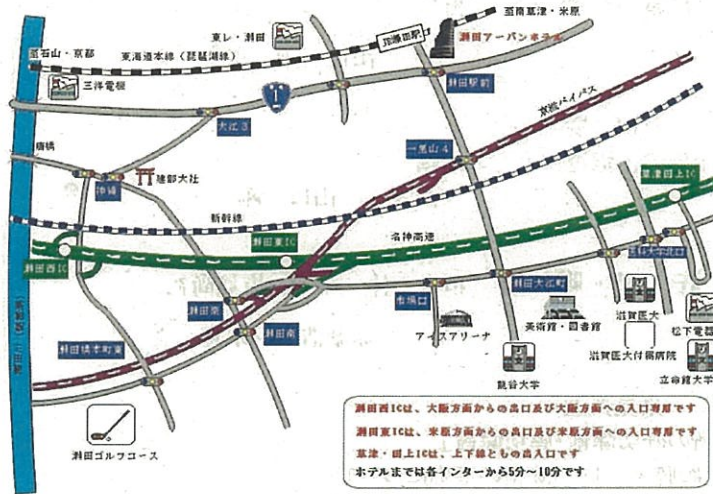 至南草津・米原
東レ・瀬田
JR瀬田駅
瀬田アーバンホテル
至石山・京都
東海道本線（琵琶湖線）
三洋電機
瀬田駅前
1
大江3
京滋バイパス
唐橋
一里山4
建部大社
神領
草津田上IC
新幹線
瀬田東IC
名神高速
瀬田西IC
瀬田大江町
市場口
瀬田南
瀬田南
アイスアリーナ
美術館・図書館
滋賀医大
松下電器
瀬田橋本町東
滋賀医大付属病院
龍谷大学
立命館大学
瀬田ゴルフコース
瀬田西ICは、大阪方面からの出口及び大阪方面への入口専用です
瀬田東ICは、米原方面からの出口及び米原方面への入口専用です
草津・田上ICは、上下線ともの出入口です
ホテルまでは各インターから5分～10分です